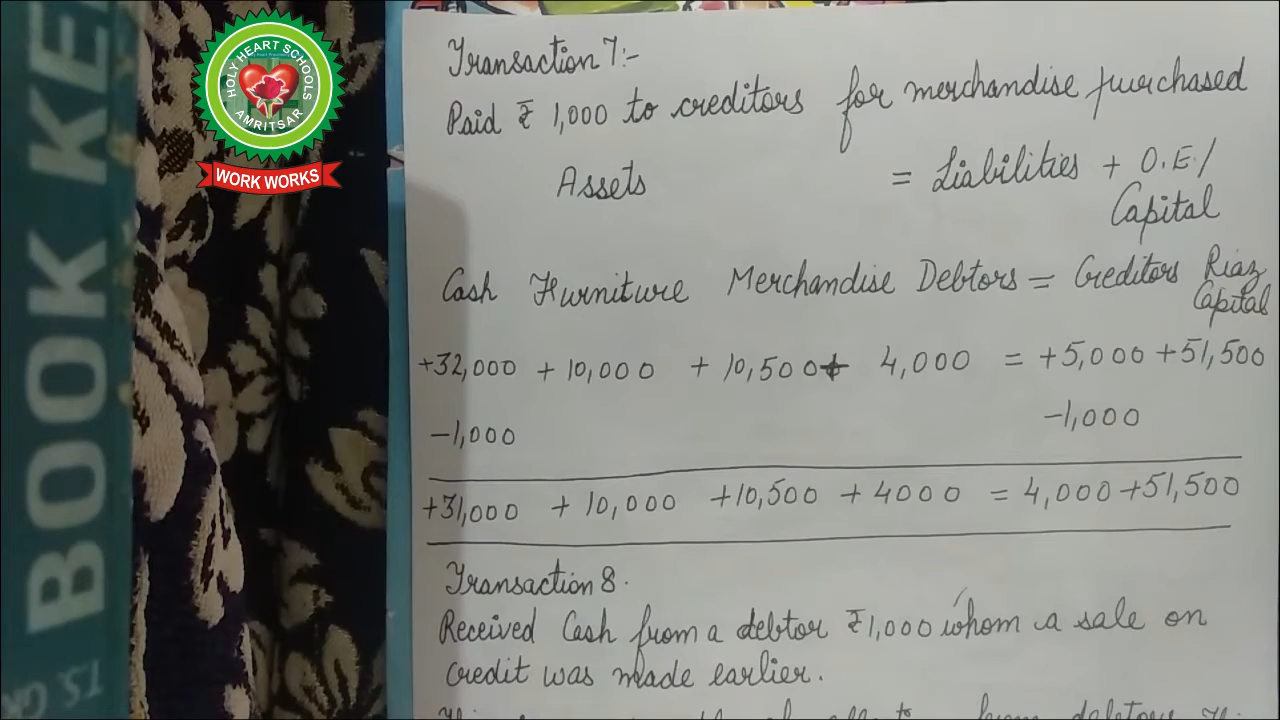 HOLY HEART SCHOOLS
AMRITSAR
WORK WORKS
BOOK KE
Transaction 7:-
Paid ₹ 1,000 to creditors for merchandise purchased
Assets = Liabilities + O.E/
Capital
Cash Furniture Merchandise Debtors = Creditors Riaz
Capital
+32,000 + 10,000 + 10,500+ 4,000 = +5,000 +51,500
-1,000 -1,000
+31,000 + 10,000 +10,500 + 4000 = 4,000 +51,500
Transaction 8.
Received Cash from a debtor ₹1,000 whom a sale on
credit was made earlier.